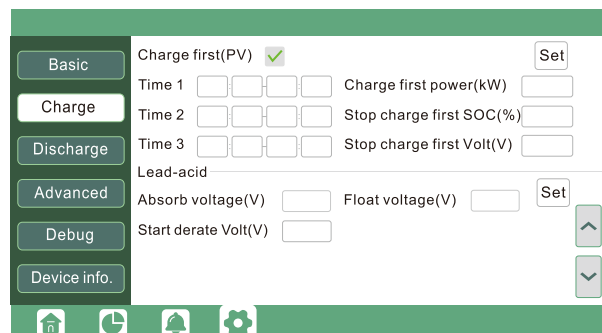 Basic
Charge
Discharge
Advanced
Debug
Device info.
Charge first(PV)
Set
Time 1
Charge first power(kW)
Time 2
Stop charge first SOC(%)
Time 3
Stop charge first Volt(V)
Lead-acid
Absorb voltage(V)
Float voltage(V)
Set
Start derate Volt(V)